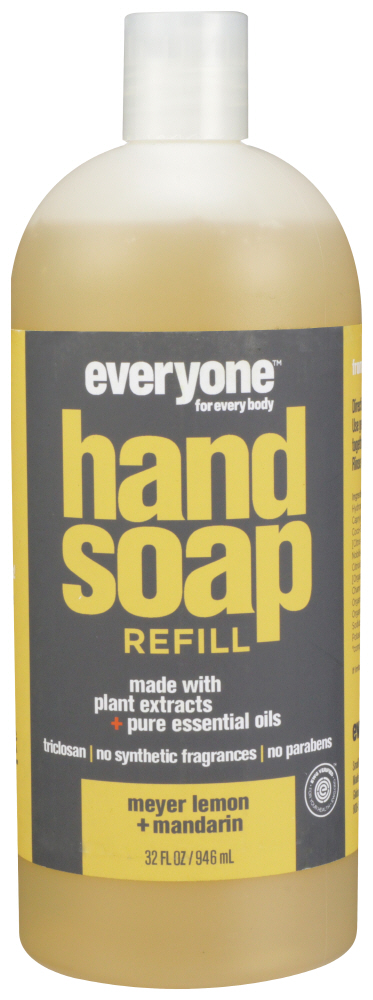 everyone™
for every body
hand
soap
REFILL
made with
plant extracts
+ pure essential oils
triclosan | no synthetic fragrances | no parabens
meyer lemon
+ mandarin
32 FL OZ / 946 mL